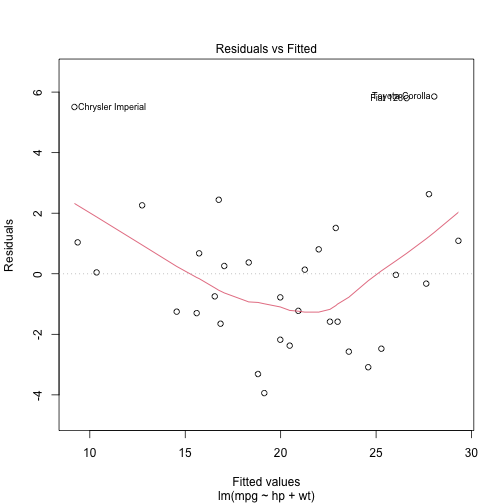 Residuals vs Fitted
Residuals
6
4
2
0
-2
-4
Chrysler Imperial
Toyota Corolla
Fiat 128
10
15
20
25
30
Fitted values
lm(mpg ~ hp + wt)